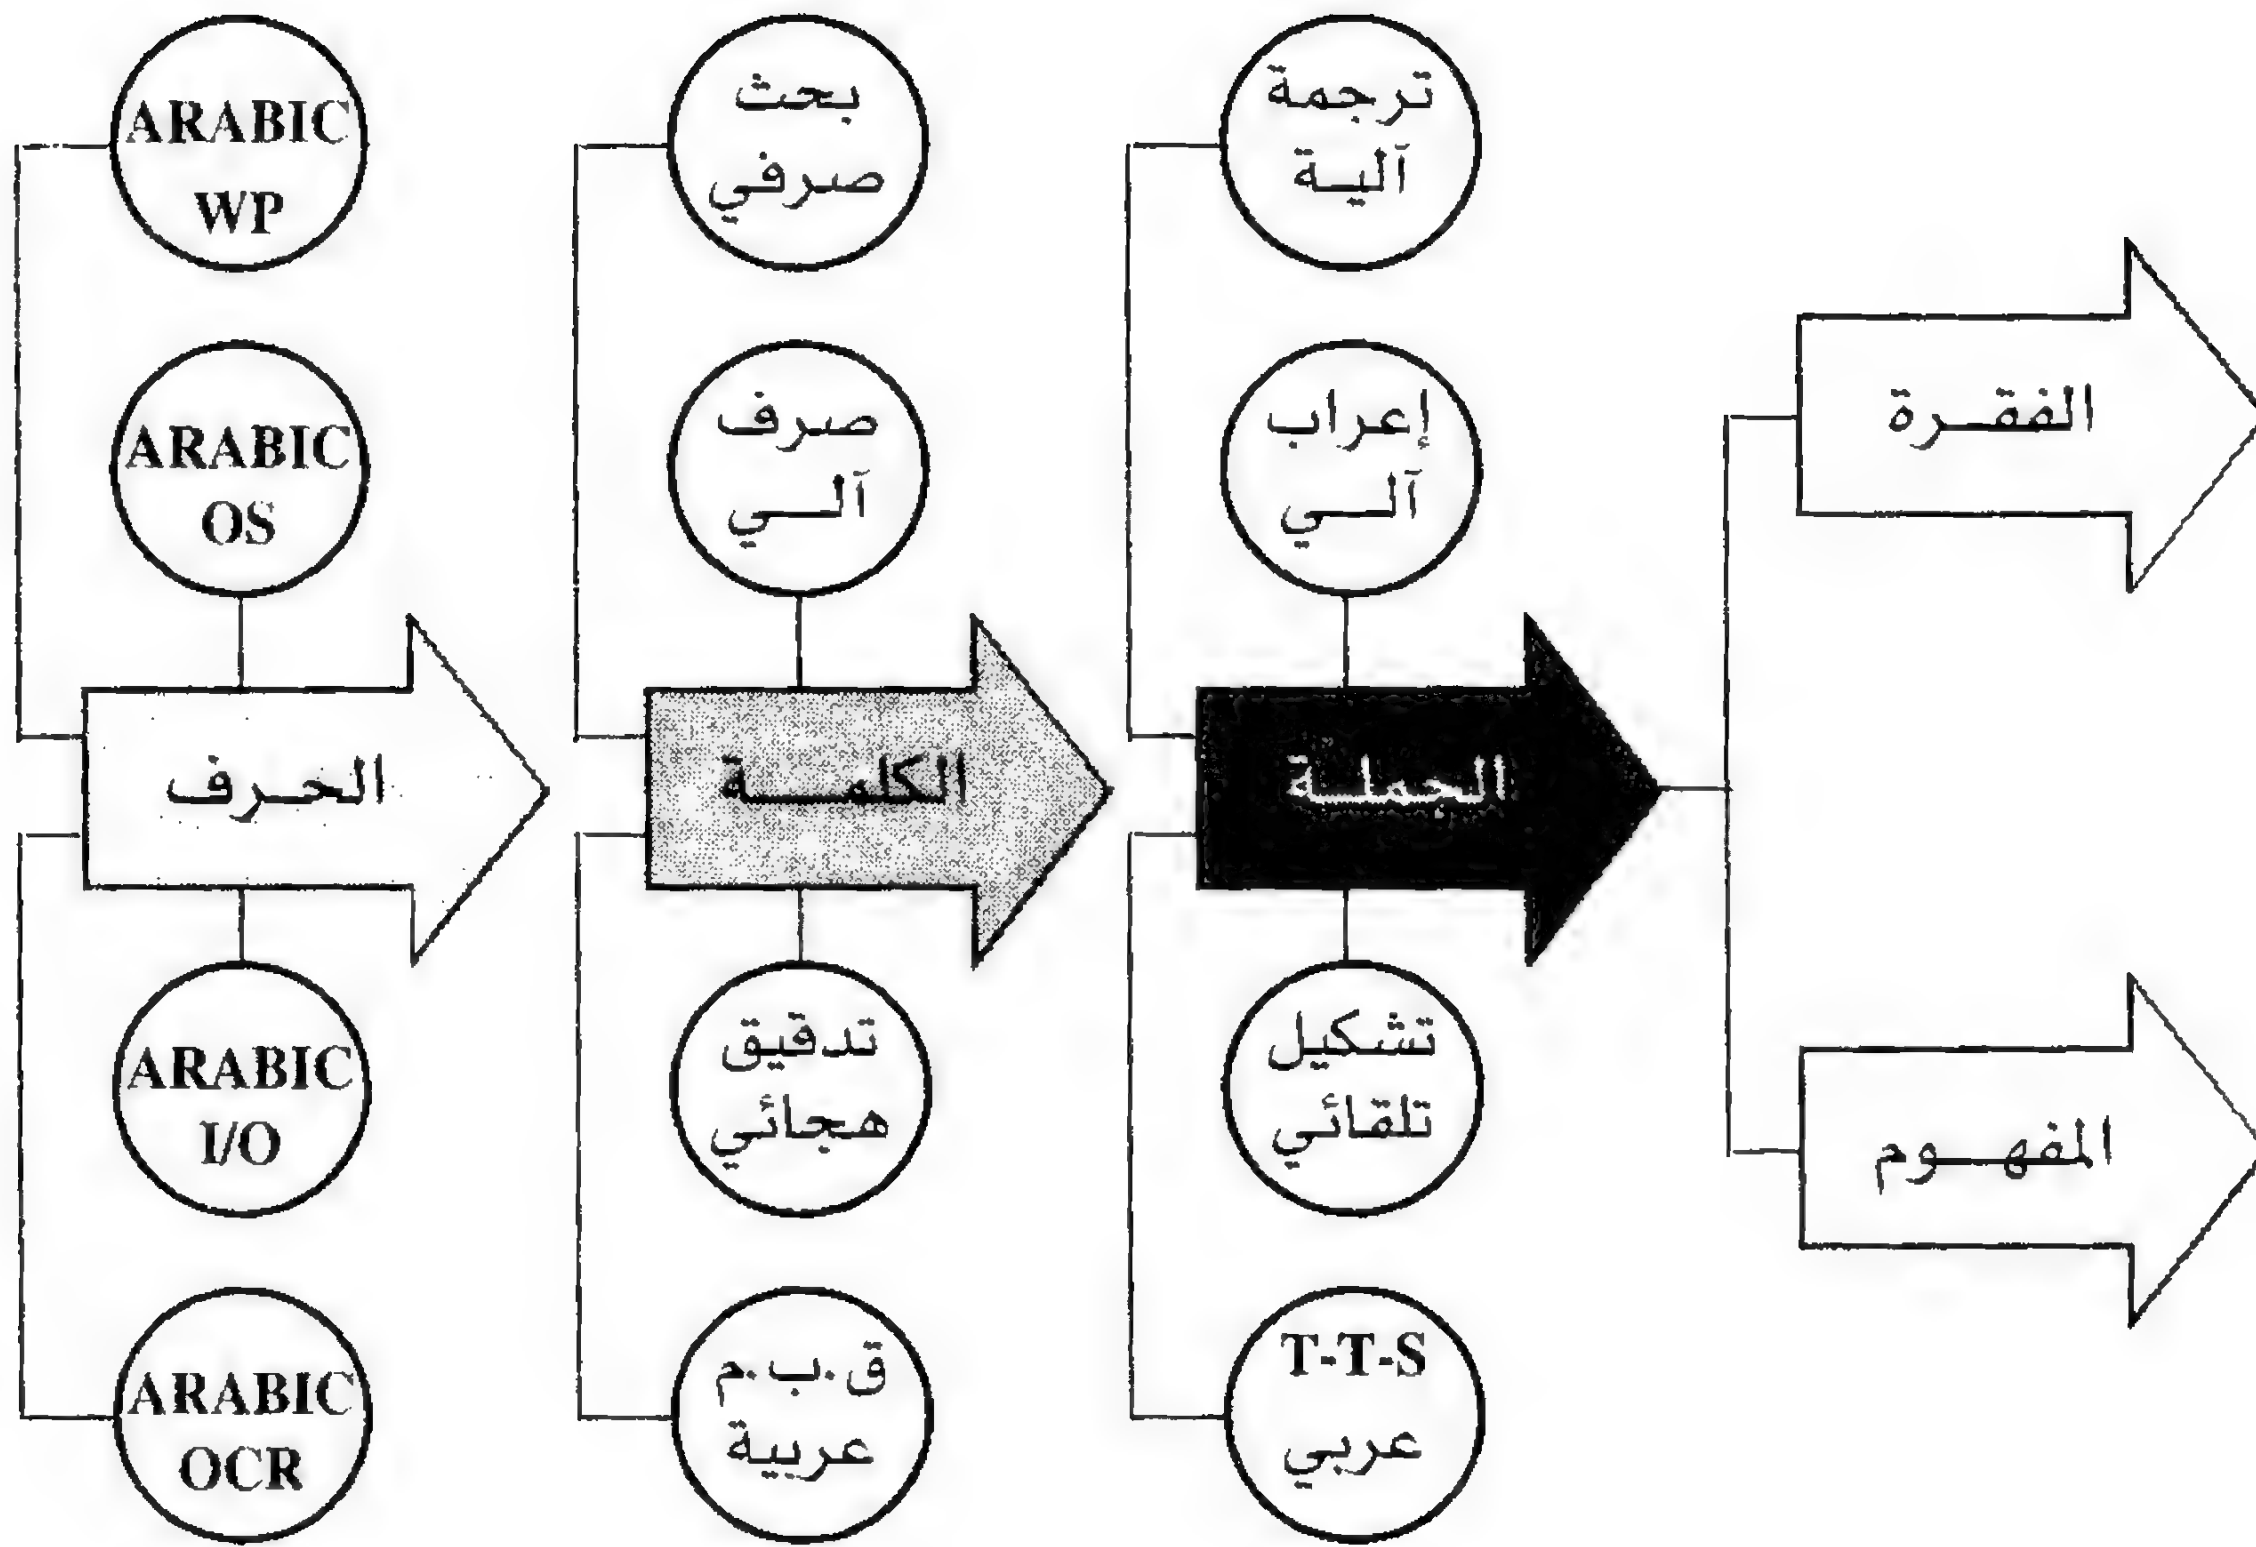 ARABIC
WP
ARABIC
OS
الحرف
ARABIC
I/O
ARABIC
OCR
بحث
صرفي
صرف
آلي
الكلمة
تدقيق
هجائي
ق.ب.م
عربية
ترجمة
آلية
إعراب
آلي
الجملة
تشكيل
تلقائي
T-T-S
عربي
الفقرة
المفهوم